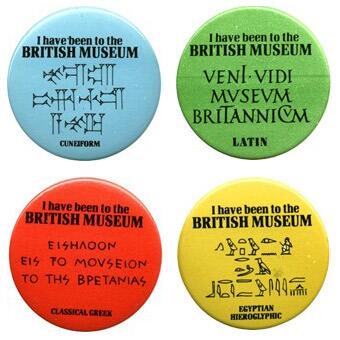 I have been to the
BRITISH MUSEUM
CUNEIFORM
I have been to the
BRITISH MUSEUM
VENI·VIDI
MVSEVM
BRITANNICVM
LATIN
I have been to the
BRITISH MUSEUM
ΕΙΣΗΛΘΟΝ
ΕΙΣ ΤΟ ΜΟΥΣΕΙΟΝ
ΤΟ ΤΗΣ ΒΡΕΤΑΝΙΑΣ
CLASSICAL GREEK
I have been to the
BRITISH MUSEUM
EGYPTIAN
HIEROGLYPHIC